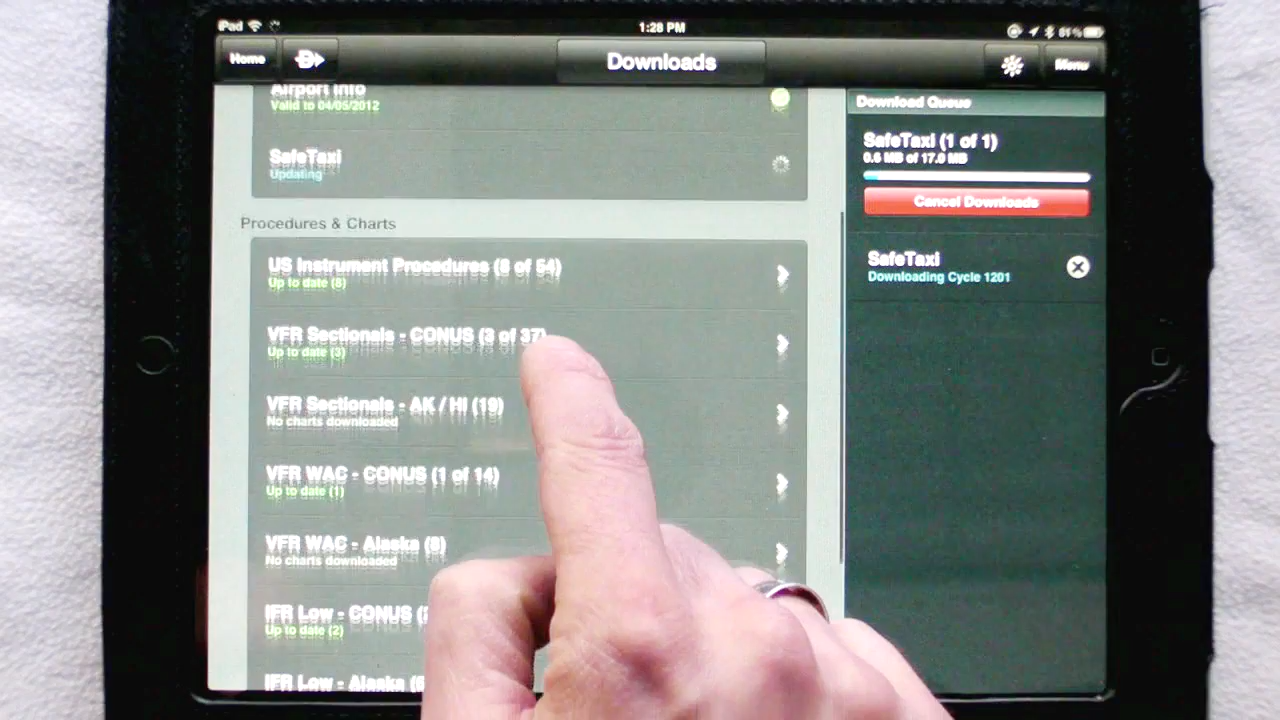 iPad 1:28 PM 61%
Home Downloads Menu
Airport Info
Valid to 04/05/2012
SafeTaxi
Updating
Procedures & Charts
US Instrument Procedures (8 of 54)
Up to date (8)
VFR Sectionals - CONUS (3 of 37)
Up to date (3)
VFR Sectionals - AK / HI (19)
No charts downloaded
VFR WAC - CONUS (1 of 14)
Up to date (1)
VFR WAC - Alaska (8)
No charts downloaded
IFR Low - CONUS (
Up to date (2)
IFR Low - Alaska (
Download Queue
SafeTaxi (1 of 1)
0.6 MB of 17.0 MB
Cancel Downloads
SafeTaxi
Downloading Cycle 1201